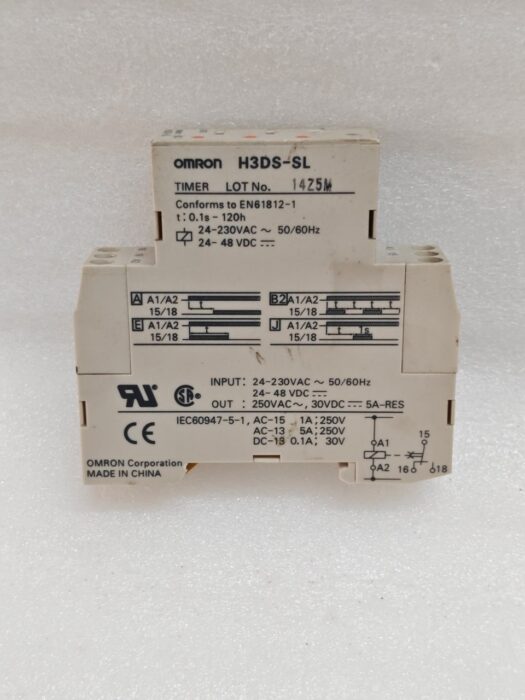 OMRON H3DS-SL
TIMER LOT No. 14Z5M
Conforms to EN61812-1
t: 0.1s - 120h
24-230VAC ~ 50/60Hz
24- 48 VDC ⎓
A A1/A2 t
15/18
B2 A1/A2 t
15/18
E A1/A2 t
15/18
J A1/A2 t 1s
15/18
INPUT: 24-230VAC ~ 50/60Hz
24- 48 VDC ⎓
OUT : 250VAC~, 30VDC ⎓ 5A-RES
IEC60947-5-1, AC-15 1A; 250V
AC-13 5A; 250V
DC-13 0.1A; 30V
CE
OMRON Corporation
MADE IN CHINA
A1
A2
15
16 18